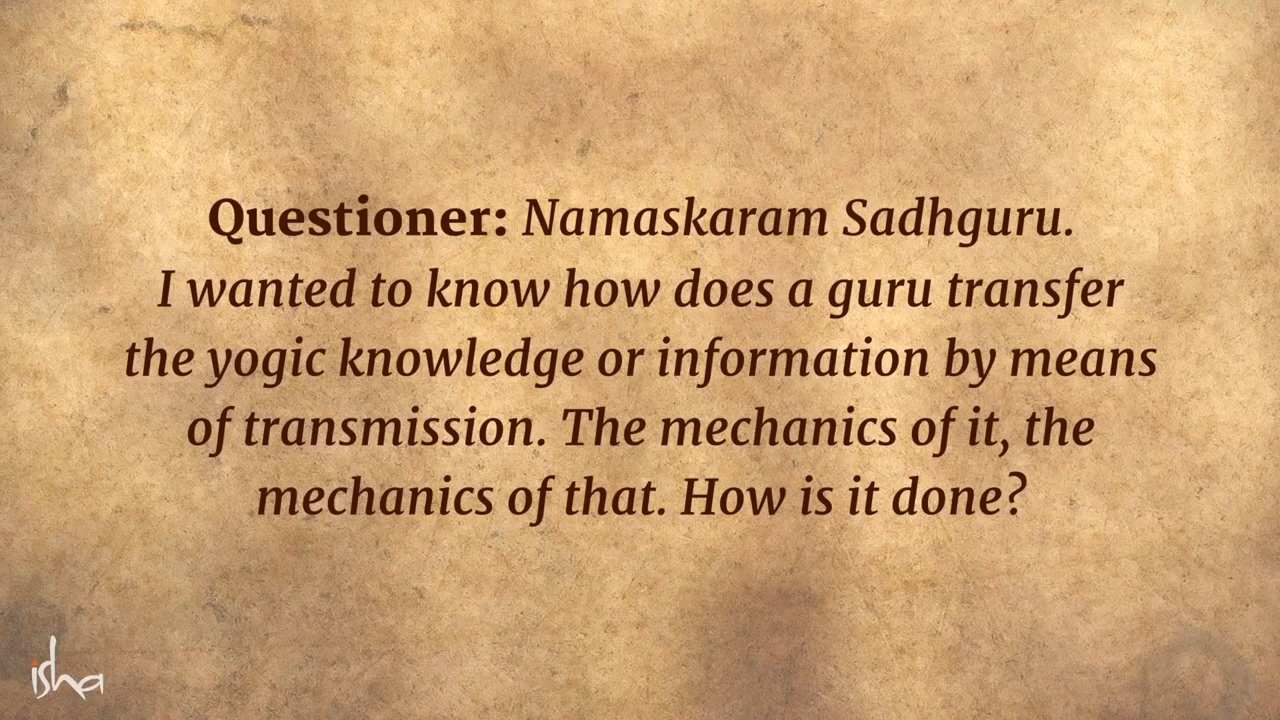 Questioner: Namaskaram Sadhguru.
I wanted to know how does a guru transfer
the yogic knowledge or information by means
of transmission. The mechanics of it, the
mechanics of that. How is it done?
isha